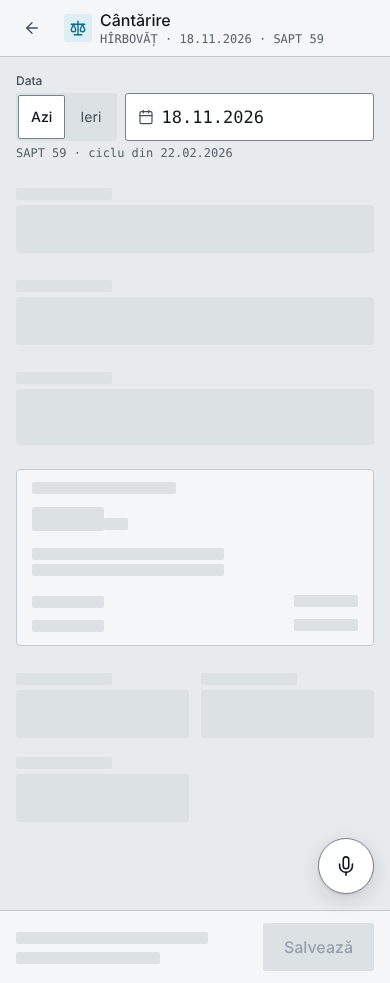 Cântărire
HÎRBOVĂȚ · 18.11.2026 · SAPT 59
Data
Azi
Ieri
18.11.2026
SAPT 59 · ciclu din 22.02.2026
Salvează